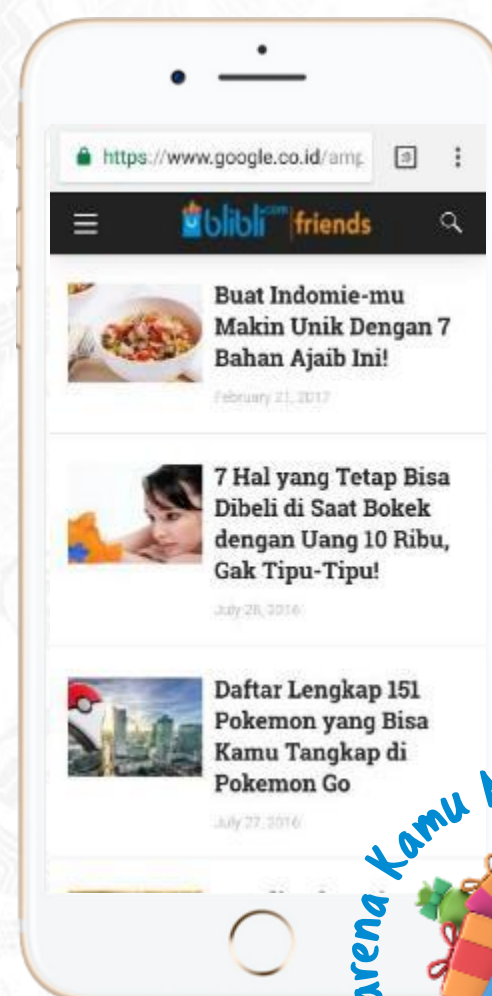 https://www.google.co.id/amp
blibli.com friends
Buat Indomie-mu
Makin Unik Dengan 7
Bahan Ajaib Ini!
February 21, 2017
7 Hal yang Tetap Bisa
Dibeli di Saat Bokek
dengan Uang 10 Ribu,
Gak Tipu-Tipu!
July 28, 2016
Daftar Lengkap 151
Pokemon yang Bisa
Kamu Tangkap di
Pokemon Go
July 27, 2016
arena Kamu